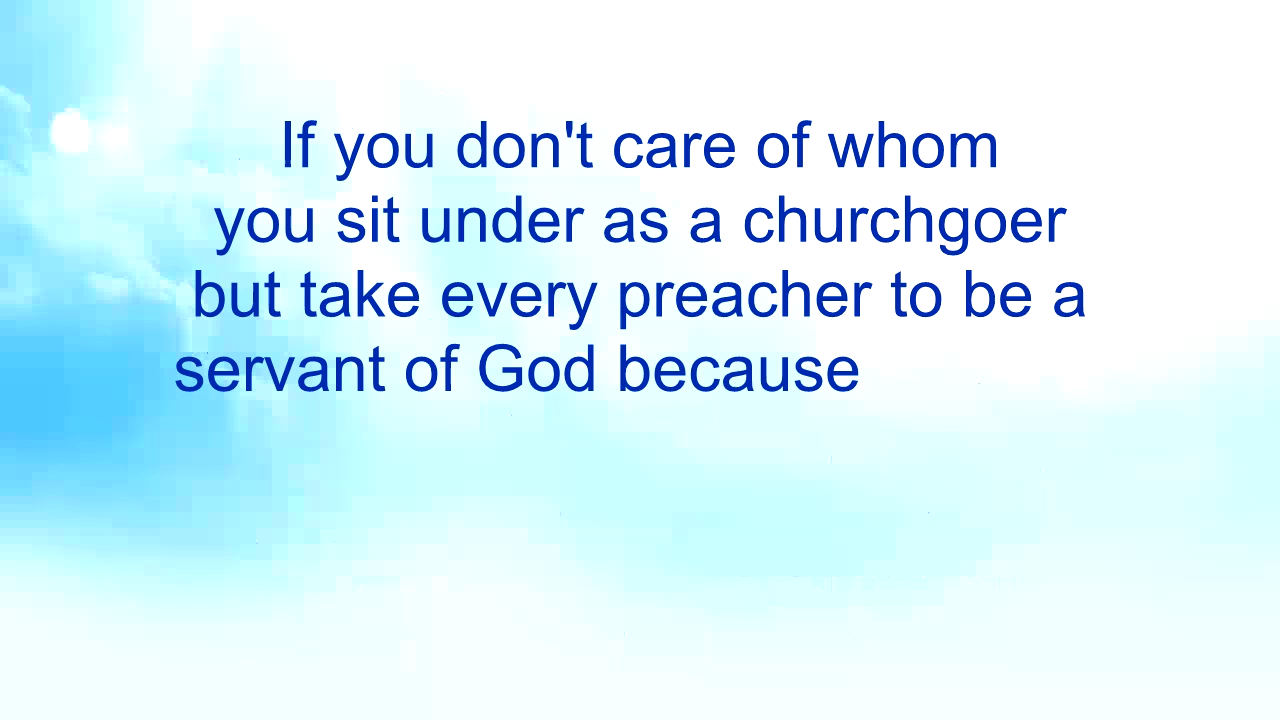 If you don't care of whom
you sit under as a churchgoer
but take every preacher to be a
servant of God because